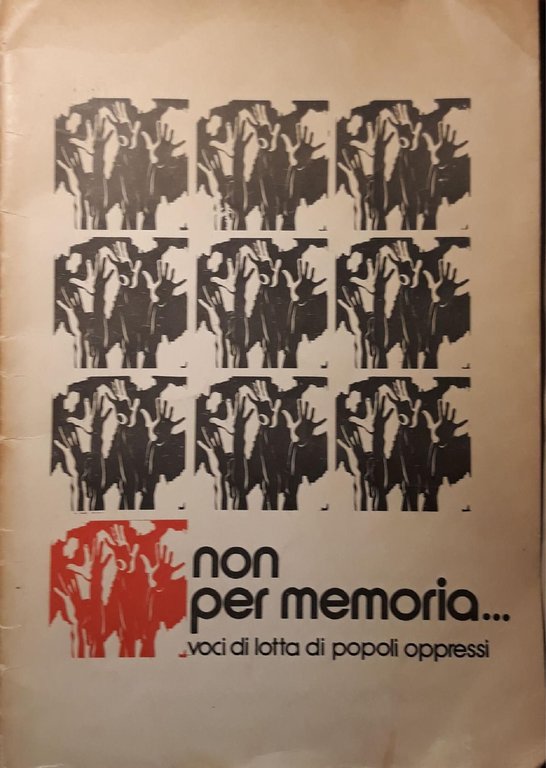 non
per memoria...
voci di lotta di popoli oppressi